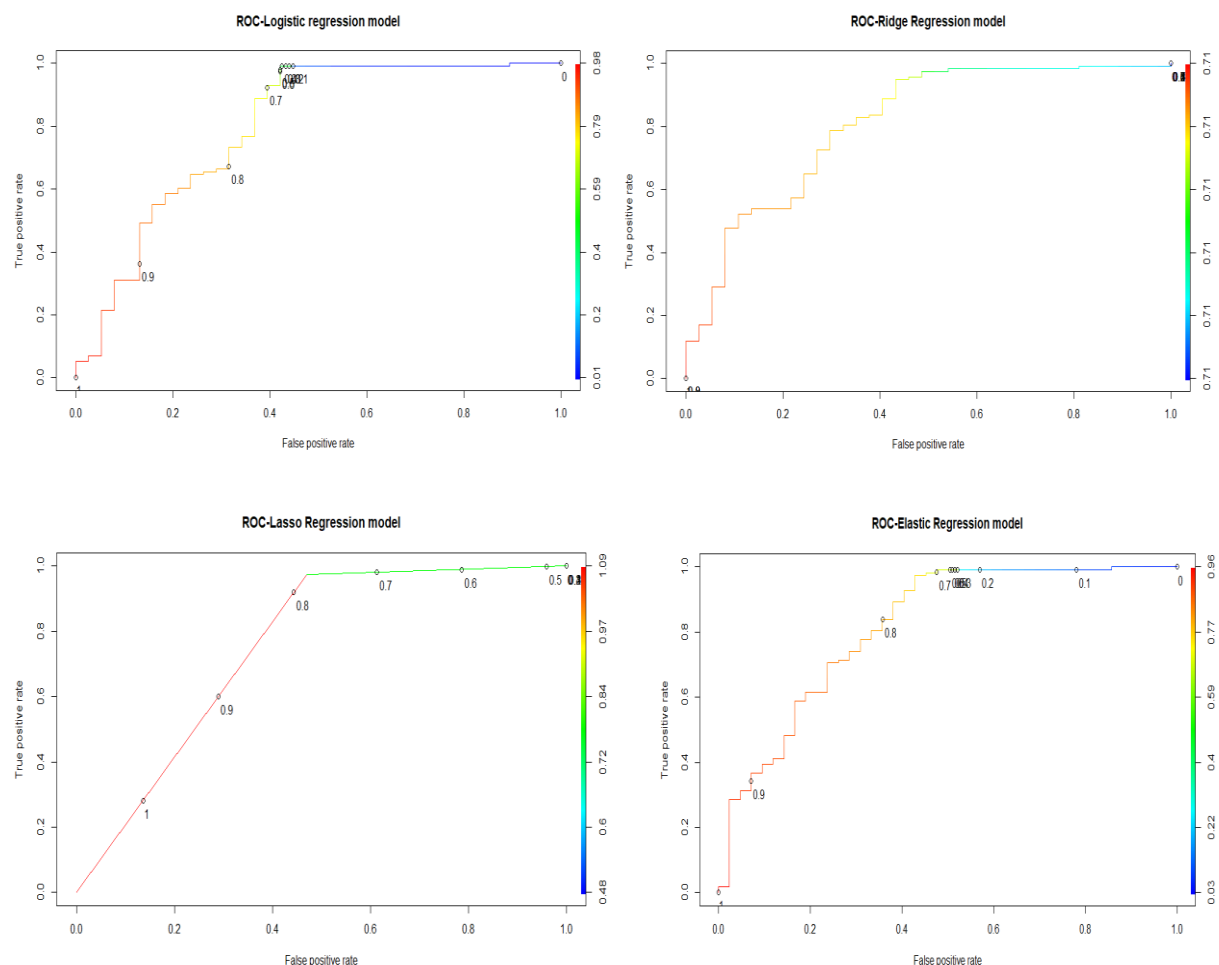 ROC-Logistic regression model
True positive rate
0.0 0.2 0.4 0.6 0.8 1.0
1
0.9
0.8
0.7
0
0.01 0.2 0.4 0.59 0.79 0.98
0.0 0.2 0.4 0.6 0.8 1.0
False positive rate
ROC-Ridge Regression model
True positive rate
0.0 0.2 0.4 0.6 0.8 1.0
0.71 0.71 0.71 0.71 0.71 0.71
0.0 0.2 0.4 0.6 0.8 1.0
False positive rate
ROC-Lasso Regression model
True positive rate
0.0 0.2 0.4 0.6 0.8 1.0
1
0.9
0.8
0.7
0.6
0.5
0.48 0.6 0.72 0.84 0.97 1.09
0.0 0.2 0.4 0.6 0.8 1.0
False positive rate
ROC-Elastic Regression model
True positive rate
0.0 0.2 0.4 0.6 0.8 1.0
1
0.9
0.8
0.7
0.2
0.1
0
0.03 0.22 0.4 0.59 0.77 0.96
0.0 0.2 0.4 0.6 0.8 1.0
False positive rate